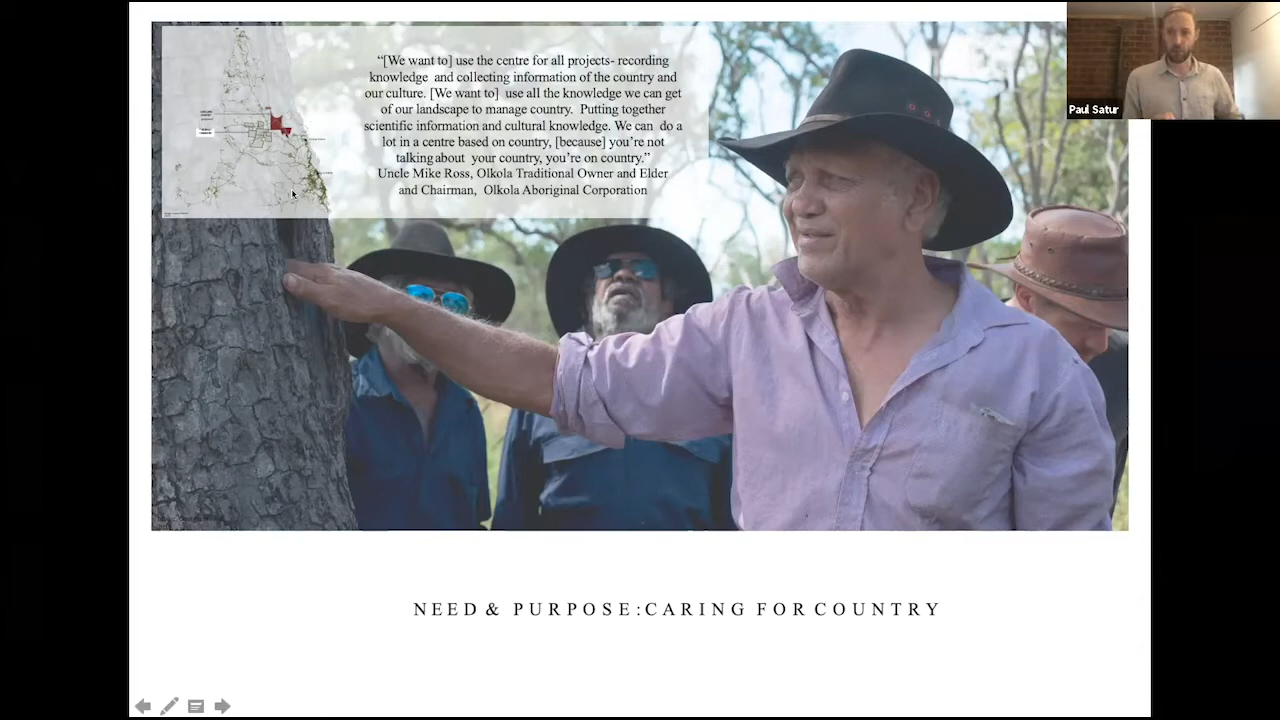 “[We want to] use the centre for all projects- recording
knowledge and collecting information of the country and
our culture. [We want to] use all the knowledge we can get
of our landscape to manage country. Putting together
scientific information and cultural knowledge. We can do a
lot in a centre based on country, [because] you’re not
talking about your country, you’re on country.”
Uncle Mike Ross, Olkola Traditional Owner and Elder
and Chairman, Olkola Aboriginal Corporation
Paul Satur
NEED & PURPOSE:CARING FOR COUNTRY